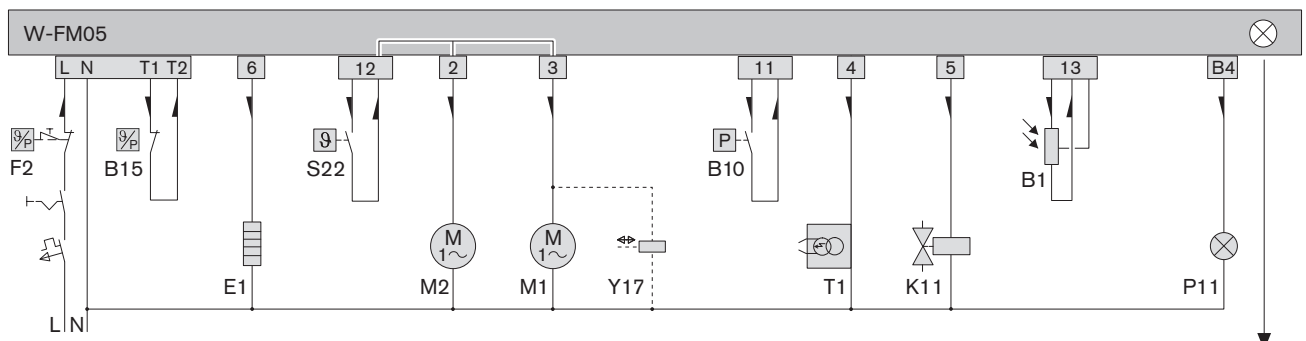 W-FM05
L N T1 T2 6 12 2 3 11 4 5 13 B4
ϑ/P ϑ/P ϑ P
F2 B15 S22 B10 B1
M 1~ M 1~
E1 M2 M1 Y17 T1 K11 P11
L N